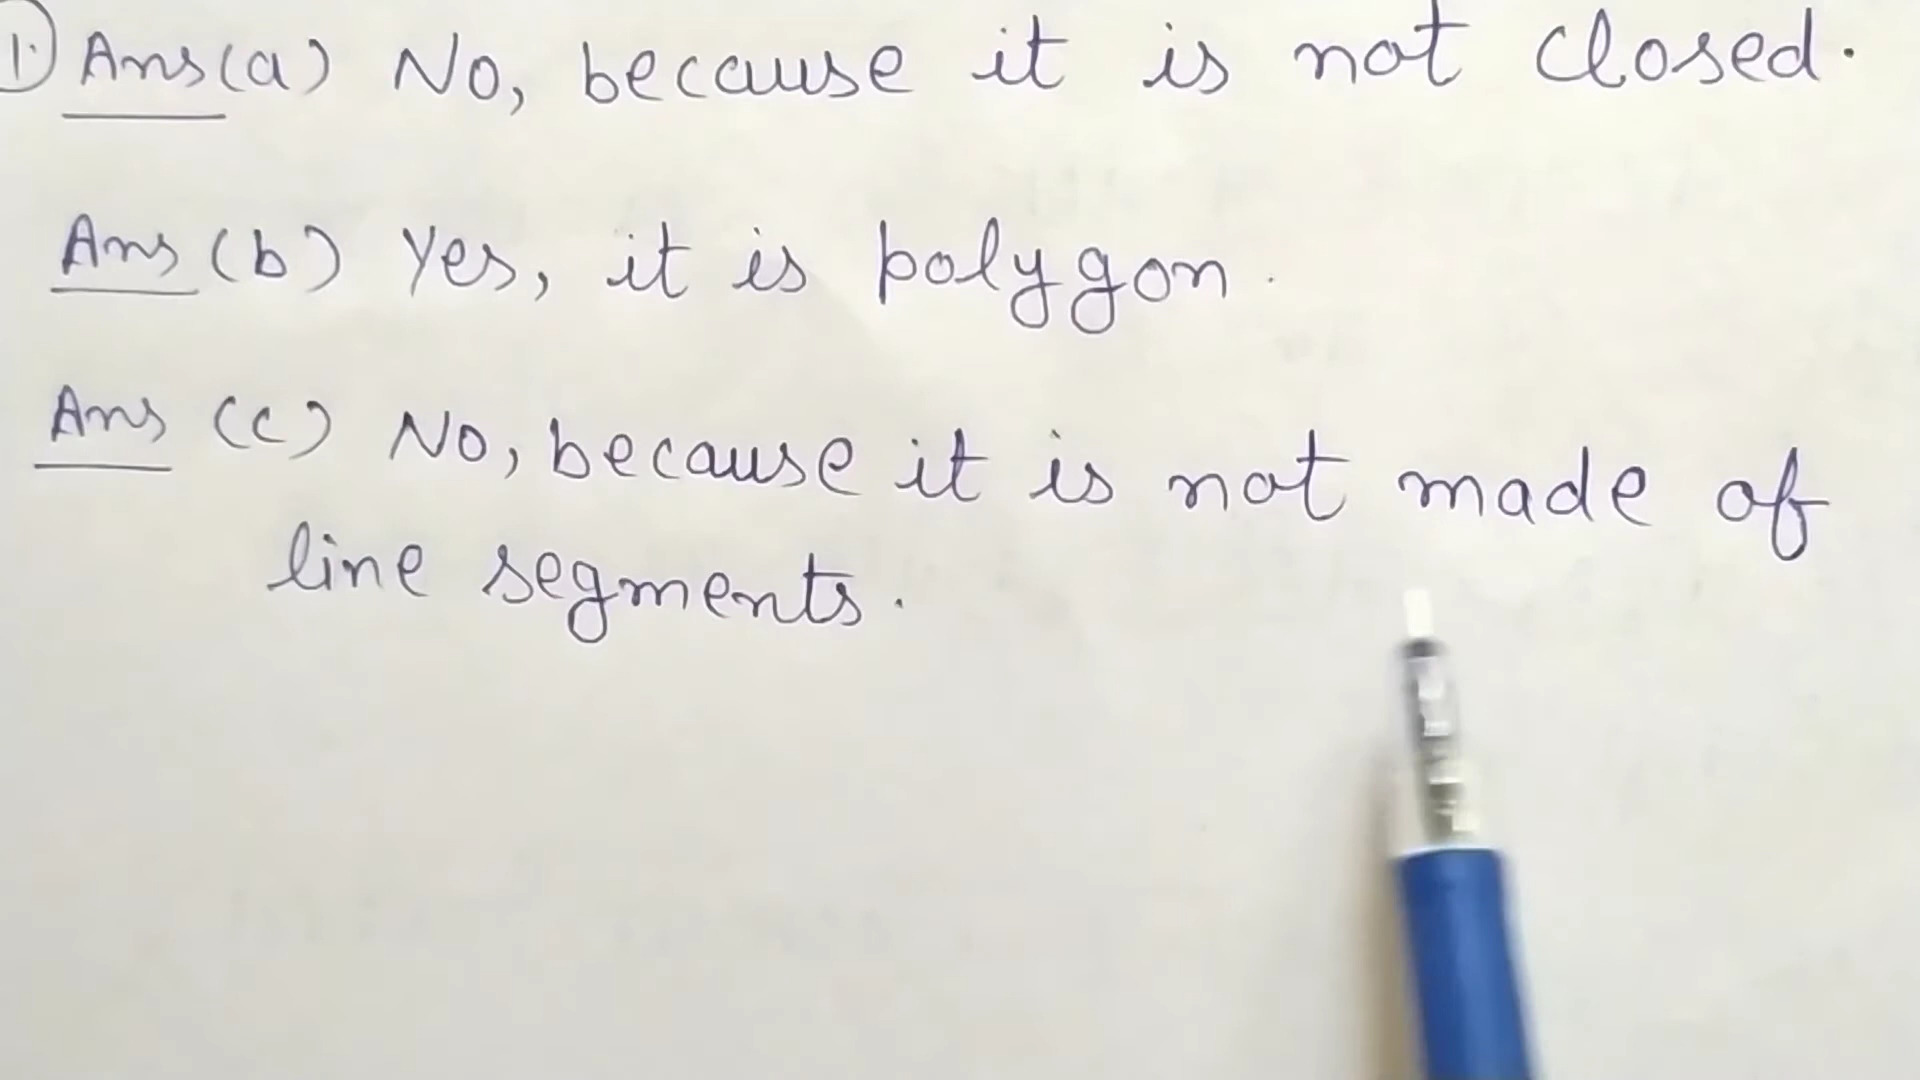 1. Ans (a) No, because it is not closed.
Ans (b) Yes, it is polygon.
Ans (c) No, because it is not made of
line segments.